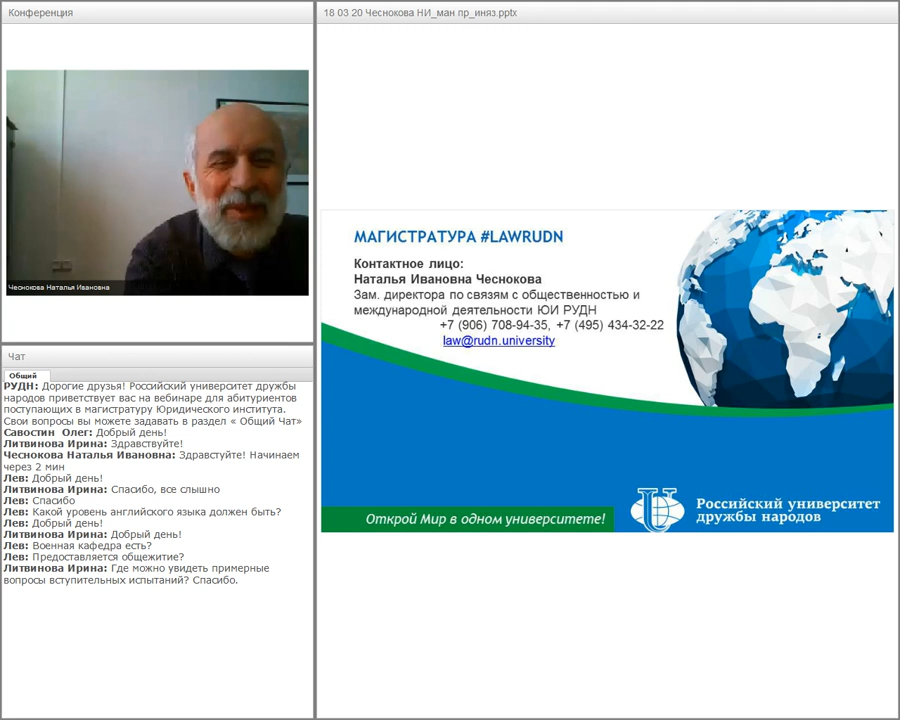 Конференция
Чеснокова Наталья Ивановна
Чат
Общий
РУДН: Дорогие друзья! Российский университет дружбы
народов приветствует вас на вебинаре для абитуриентов
поступающих в магистратуру Юридического института.
Свои вопросы вы можете задавать в раздел « Общий Чат»
Савостин Олег: Добрый день!
Литвинова Ирина: Здравствуйте!
Чеснокова Наталья Ивановна: Здравстуйте! Начинаем
через 2 мин
Лев: Добрый день!
Литвинова Ирина: Спасибо, все слышно
Лев: Спасибо
Лев: Какой уровень английского языка должен быть?
Лев: Добрый день!
Литвинова Ирина: Добрый день!
Лев: Военная кафедра есть?
Лев: Предоставляется общежитие?
Литвинова Ирина: Где можно увидеть примерные
вопросы вступительных испытаний? Спасибо.
18 03 20 Чеснокова НИ_ман пр_иняз.pptx
МАГИСТРАТУРА #LAWRUDN
Контактное лицо:
Наталья Ивановна Чеснокова
Зам. директора по связям с общественностью и
международной деятельности ЮИ РУДН
+7 (906) 708-94-35, +7 (495) 434-32-22
law@rudn.university
Открой Мир в одном университете!
Российский университет
дружбы народов